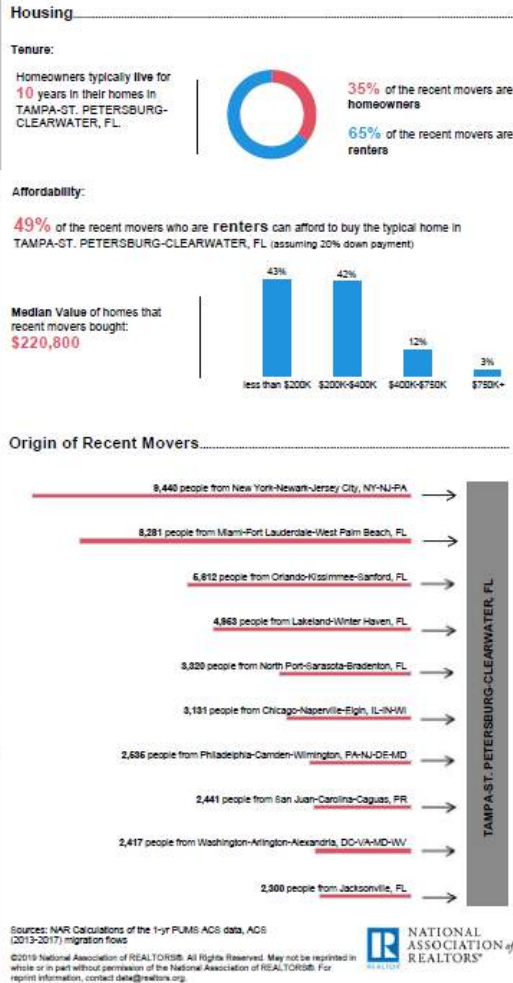 Housing
Tenure:
Homeowners typically live for
10 years in their homes in
TAMPA-ST. PETERSBURG-
CLEARWATER, FL.
35% of the recent movers are
homeowners
65% of the recent movers are
renters
Affordability:
49% of the recent movers who are renters can afford to buy the typical home in
TAMPA-ST. PETERSBURG-CLEARWATER, FL (assuming 20% down payment)
Median Value of homes that
recent movers bought:
$220,800
43%
42%
12%
3%
less than $200K $200K-$400K $400K-$750K $750K+
Origin of Recent Movers
9,440 people from New York-Newark-Jersey City, NY-NJ-PA
8,281 people from Miami-Fort Lauderdale-West Palm Beach, FL
5,612 people from Orlando-Kissimmee-Sanford, FL
4,963 people from Lakeland-Winter Haven, FL
3,320 people from North Port-Sarasota-Bradenton, FL
3,131 people from Chicago-Naperville-Elgin, IL-IN-WI
2,535 people from Philadelphia-Camden-Wilmington, PA-NJ-DE-MD
2,441 people from San Juan-Carolina-Caguas, PR
2,417 people from Washington-Arlington-Alexandria, DC-VA-MD-WV
2,300 people from Jacksonville, FL
TAMPA-ST. PETERSBURG-CLEARWATER, FL
Sources: NAR Calculations of the 1-yr PUMS ACS data, ACS
(2013-2017) migration flows
©2019 National Association of REALTORS®. All Rights Reserved. May not be reprinted in
whole or in part without permission of the National Association of REALTORS®. For
reprint information, contact data@realtors.org.
REALTOR
NATIONAL
ASSOCIATION of
REALTORS®